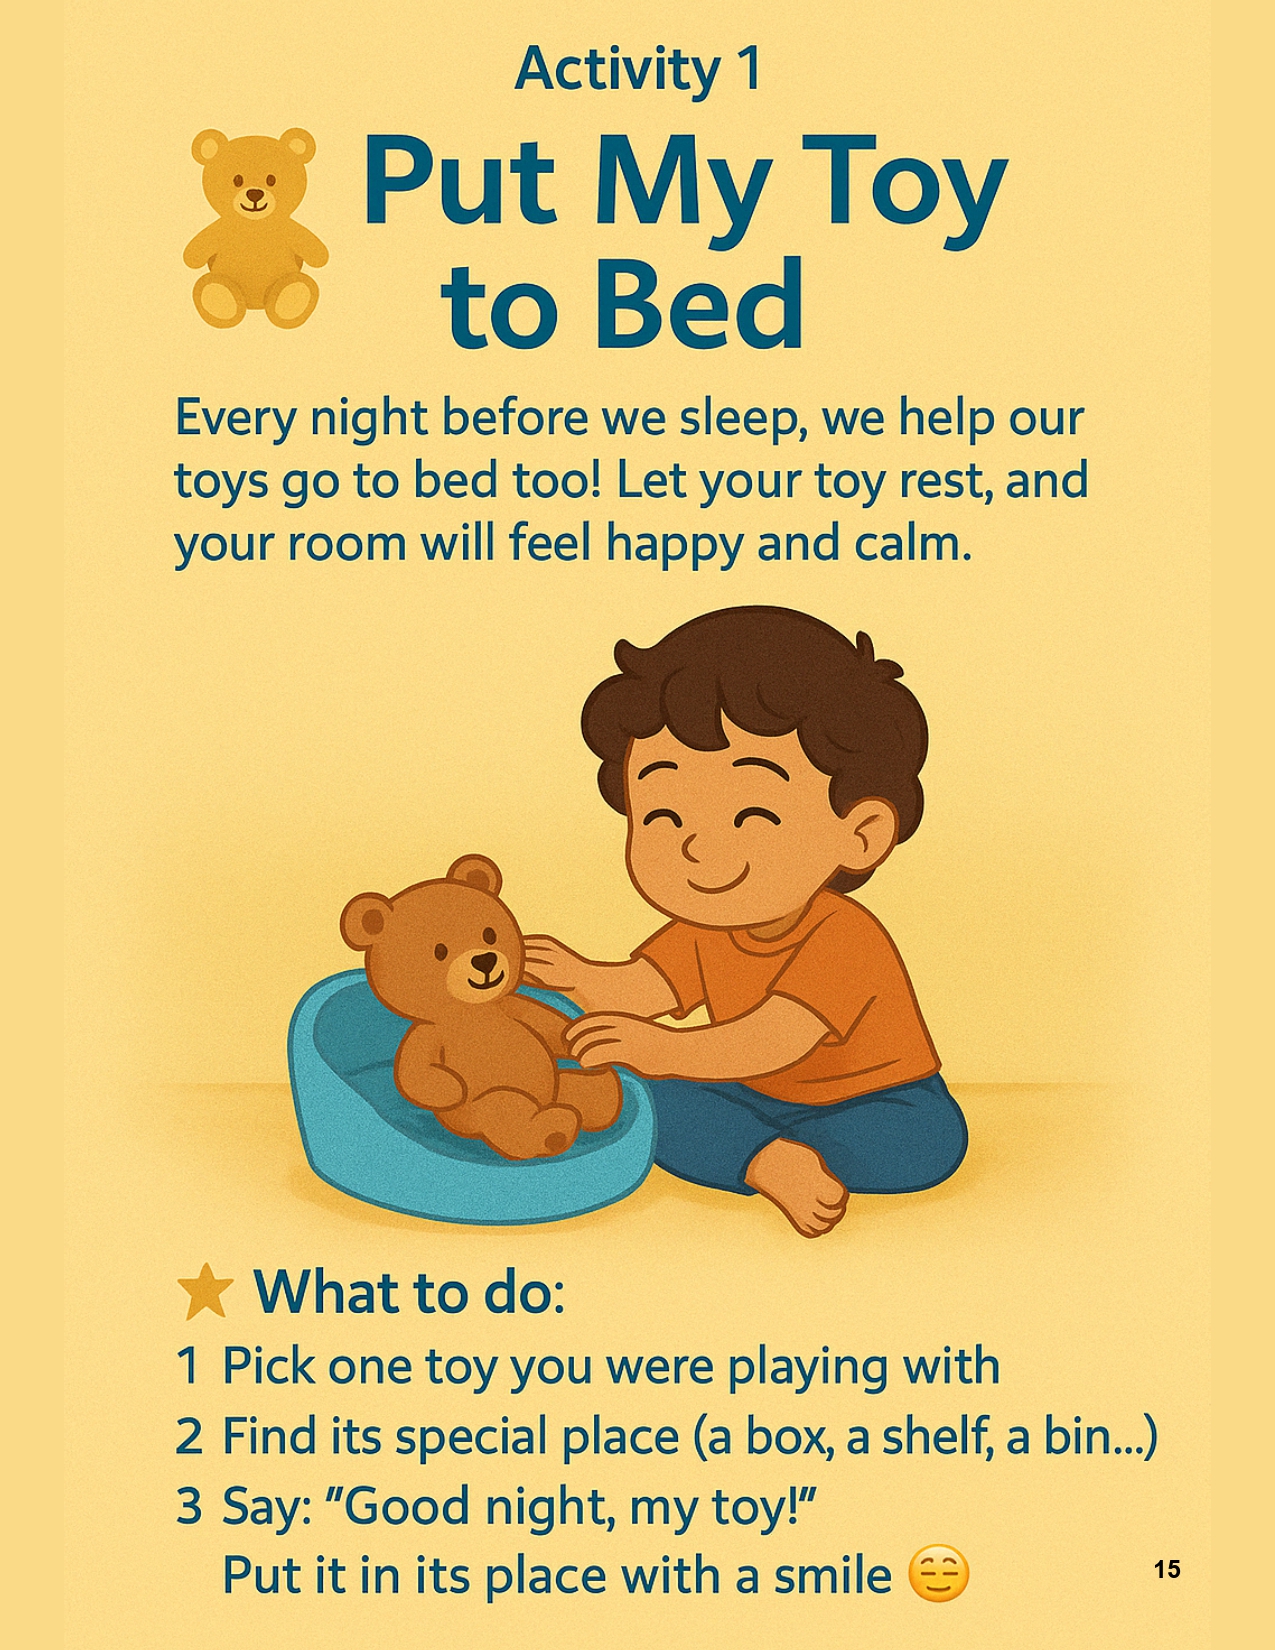 Activity 1
Put My Toy
to Bed
Every night before we sleep, we help our
toys go to bed too! Let your toy rest, and
your room will feel happy and calm.
What to do:
1 Pick one toy you were playing with
2 Find its special place (a box, a shelf, a bin...)
3 Say: "Good night, my toy!"
Put it in its place with a smile 😌
15